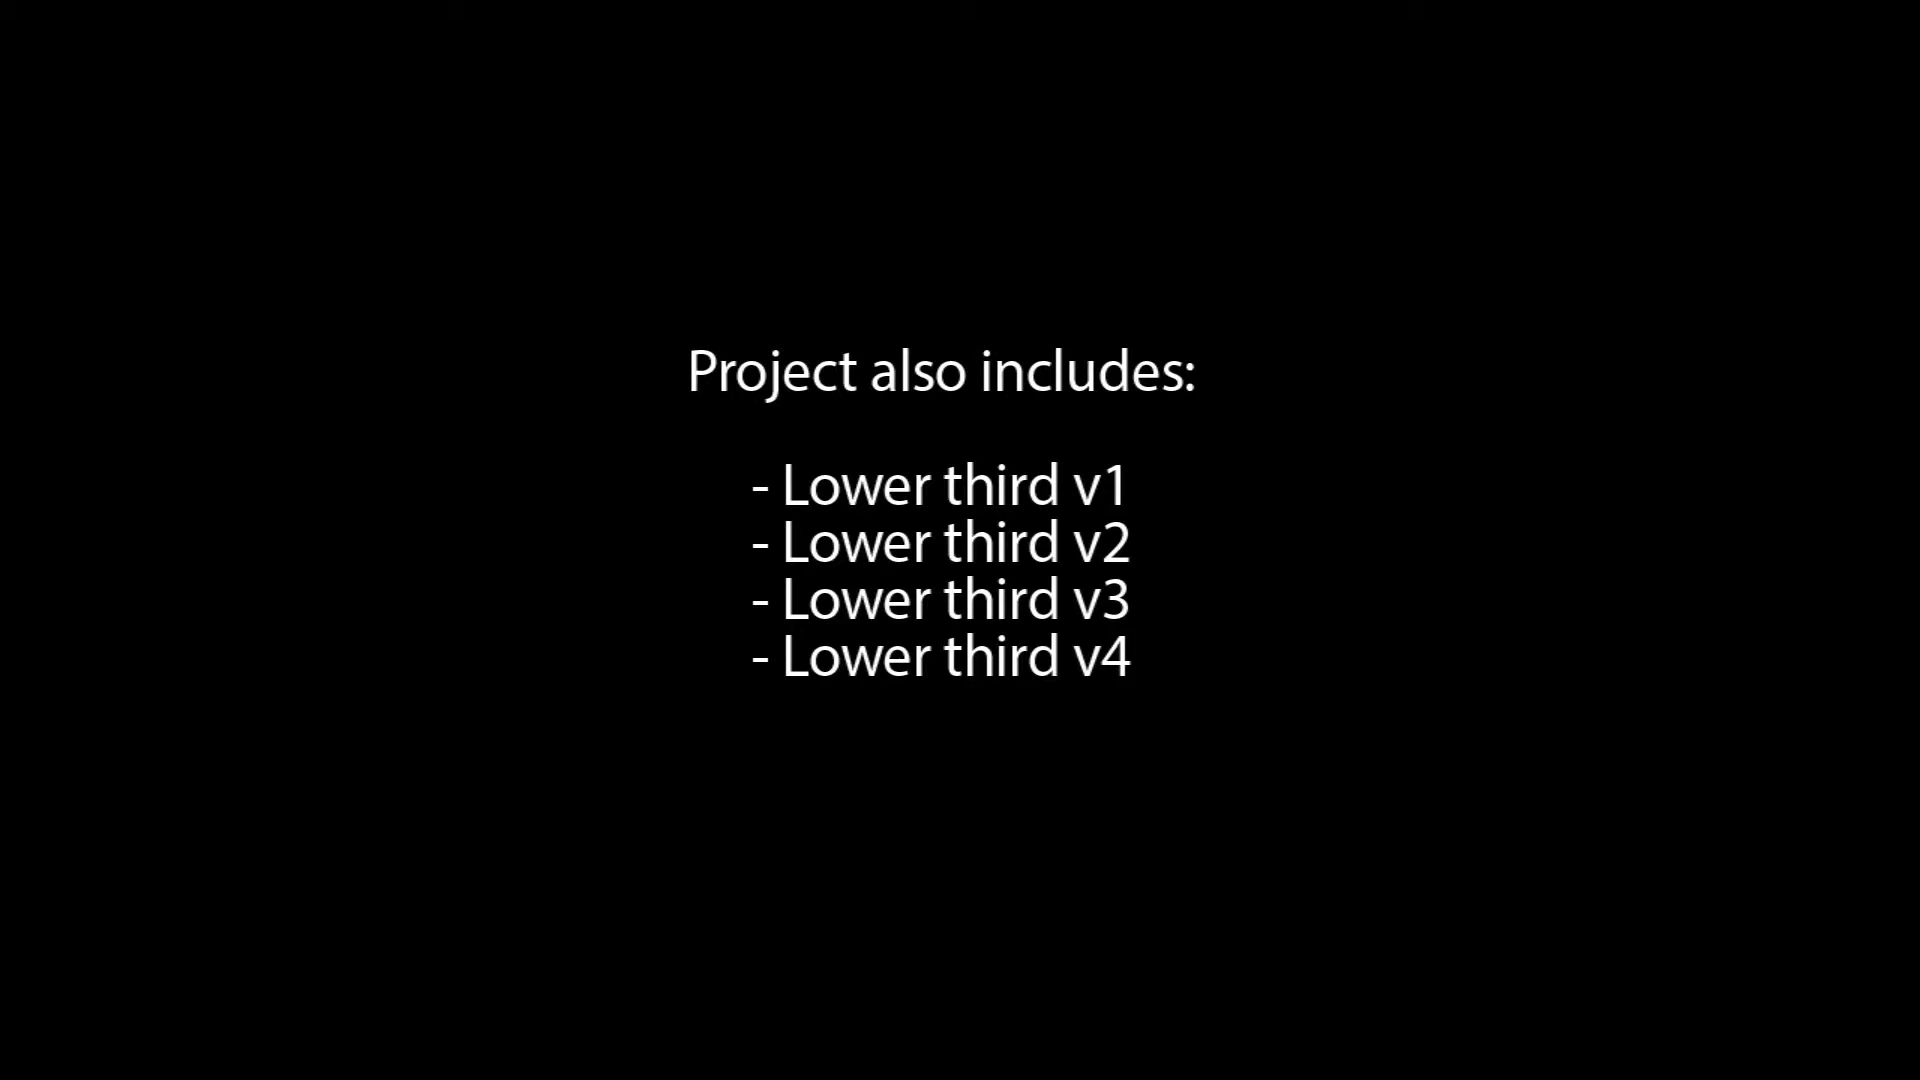 Project also includes:
- Lower third v1
- Lower third v2
- Lower third v3
- Lower third v4